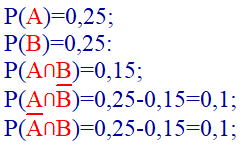 P(A)=0,25;
P(B)=0,25:
P(A∩B)=0,15;
P(A∩B̅)=0,25-0,15=0,1;
P(A̅∩B)=0,25-0,15=0,1;